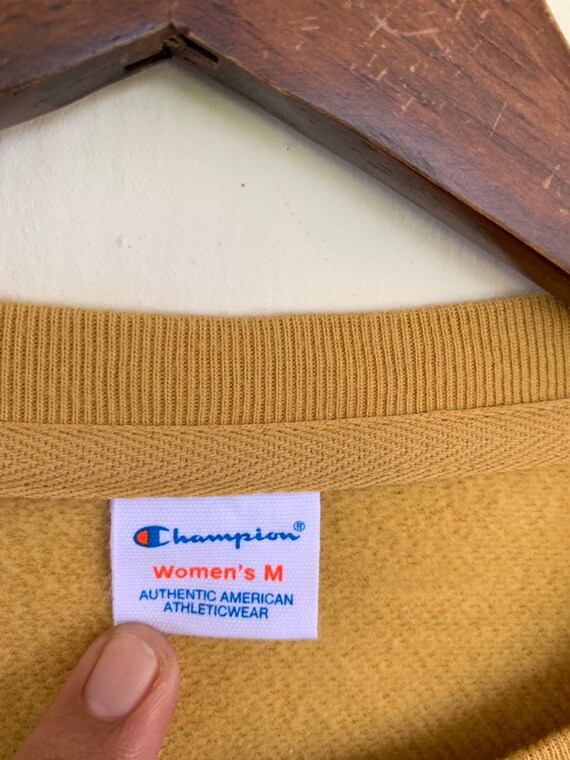 Champion®
Women's M
AUTHENTIC AMERICAN
ATHLETICWEAR